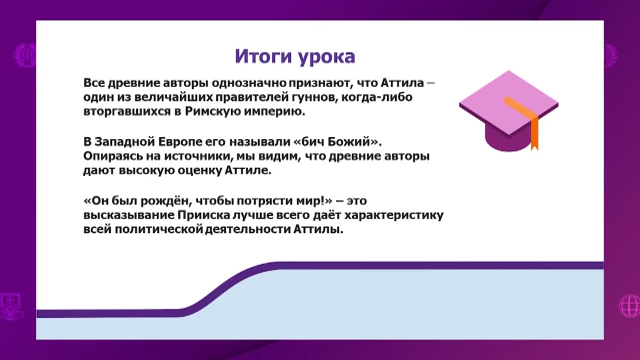 Итоги урока
Все древние авторы однозначно признают, что Аттила –
один из величайших правителей гуннов, когда-либо
вторгавшихся в Римскую империю.
В Западной Европе его называли «бич Божий».
Опираясь на источники, мы видим, что древние авторы
дают высокую оценку Аттиле.
«Он был рождён, чтобы потрясти мир!» – это
высказывание Прииска лучше всего даёт характеристику
всей политической деятельности Аттилы.